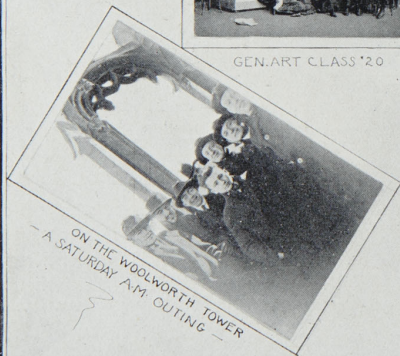 GEN. ART CLASS '20
ON THE WOOLWORTH TOWER
— A SATURDAY A.M. OUTING —